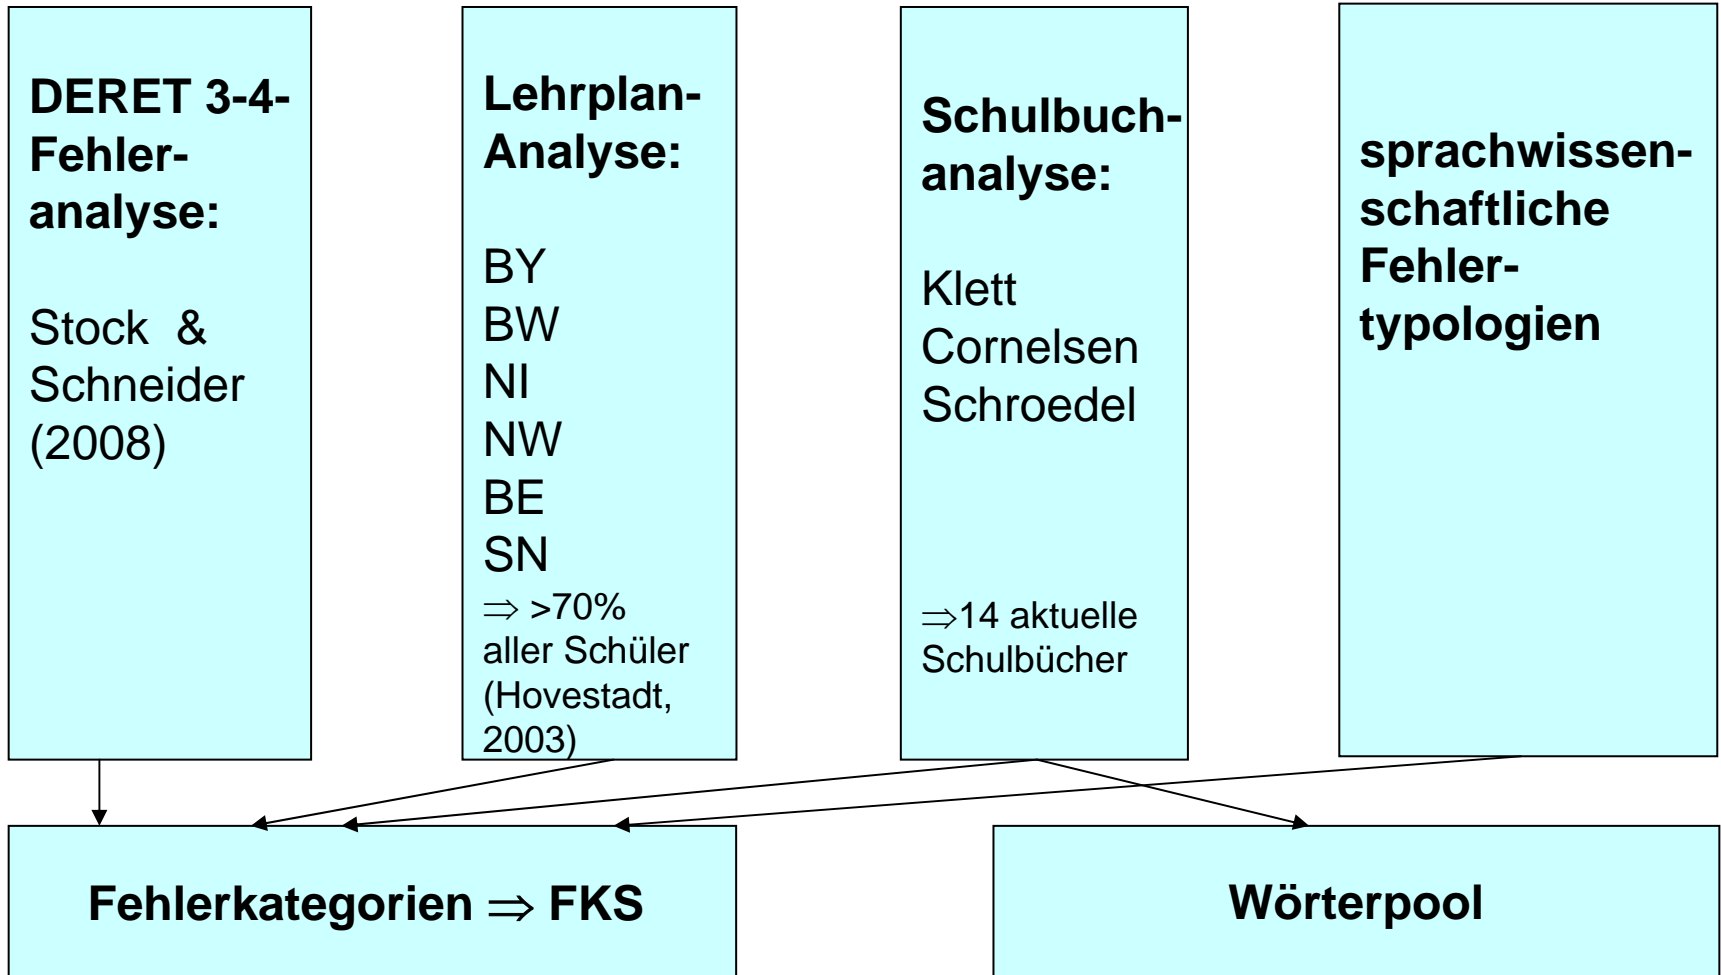 DERET 3-4-
Fehler-
analyse:
Stock & 
Schneider
(2008)
Lehrplan-
Analyse:
BY
BW
NI
NW
BE
SN
⇒ >70%
aller Schüler
(Hovestadt,
2003)
Schulbuch-
analyse:
Klett
Cornelsen
Schroedel
⇒14 aktuelle
Schulbücher
sprachwissen-
schaftliche
Fehler-
typologien
Fehlerkategorien ⇒ FKS
Wörterpool